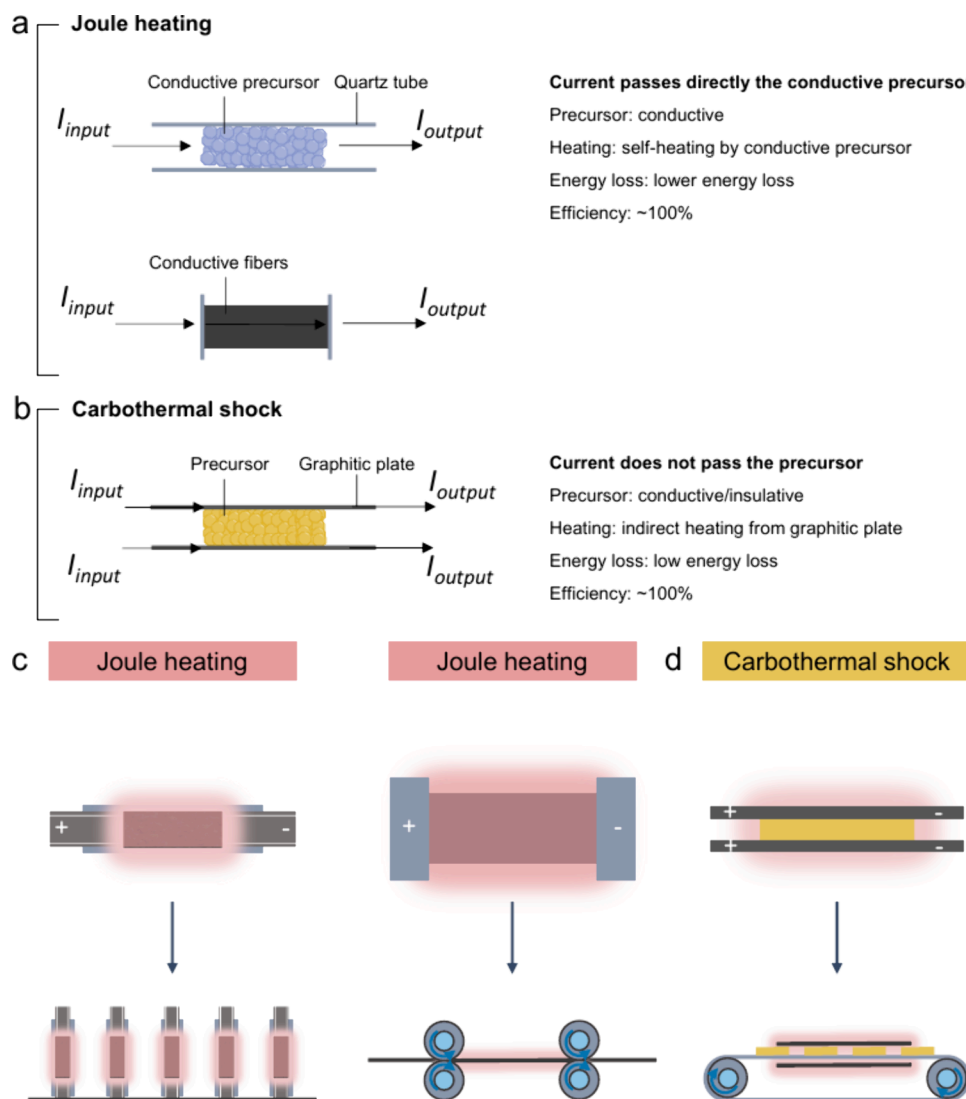 a
Joule heating
Conductive precursor
Quartz tube
I input
I output
Current passes directly the conductive precurso
Precursor: conductive
Heating: self-heating by conductive precursor
Energy loss: lower energy loss
Efficiency: ~100%
Conductive fibers
I input
I output
b
Carbothermal shock
Precursor
Graphitic plate
I input
I output
I input
I output
Current does not pass the precursor
Precursor: conductive/insulative
Heating: indirect heating from graphitic plate
Energy loss: low energy loss
Efficiency: ~100%
c
Joule heating
Joule heating
d
Carbothermal shock
+ -
+ -
+ -
+ -